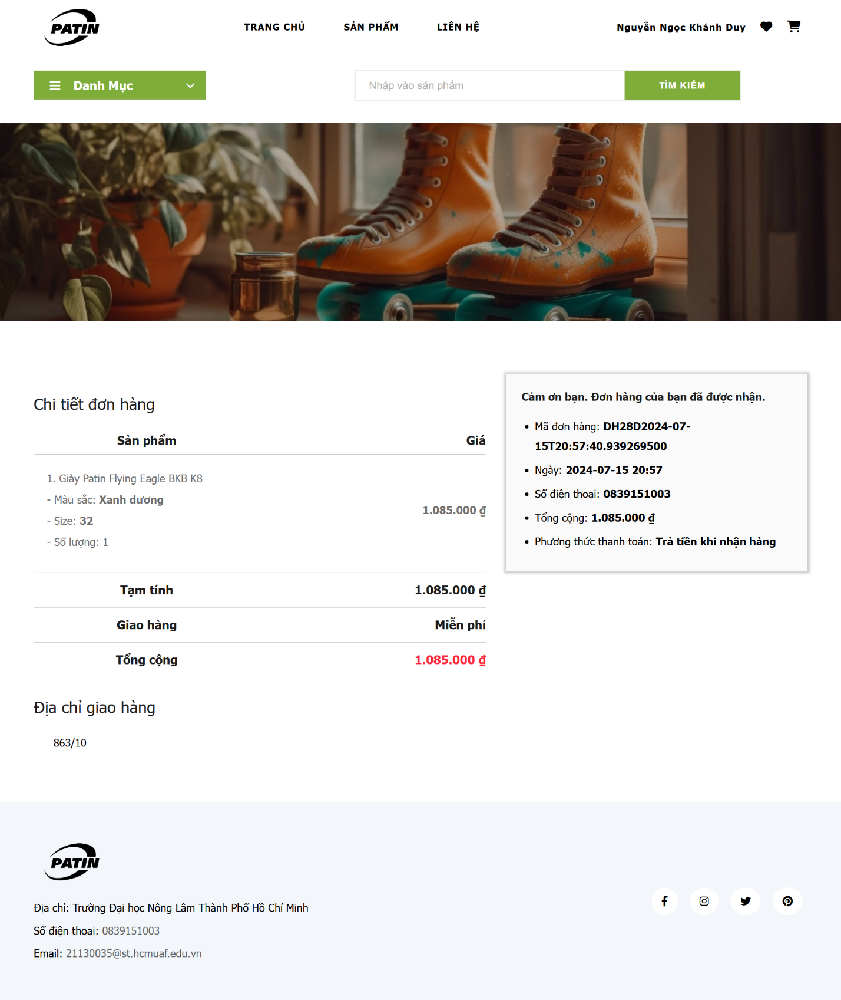 PATIN
TRANG CHỦ
SẢN PHẨM
LIÊN HỆ
Nguyễn Ngọc Khánh Duy
Danh Mục
Nhập vào sản phẩm
TÌM KIẾM
Chi tiết đơn hàng
Sản phẩm Giá
1. Giày Patin Flying Eagle BKB K8
- Màu sắc: Xanh dương
- Size: 32
- Số lượng: 1
1.085.000 ₫
Tạm tính 1.085.000 ₫
Giao hàng Miễn phí
Tổng cộng 1.085.000 ₫
Địa chỉ giao hàng
863/10
Cảm ơn bạn. Đơn hàng của bạn đã được nhận.
Mã đơn hàng: DH28D2024-07-
15T20:57:40.939269500
Ngày: 2024-07-15 20:57
Số điện thoại: 0839151003
Tổng cộng: 1.085.000 ₫
Phương thức thanh toán: Trả tiền khi nhận hàng
PATIN
Địa chỉ: Trường Đại học Nông Lâm Thành Phố Hồ Chí Minh
Số điện thoại: 0839151003
Email: 21130035@st.hcmuaf.edu.vn